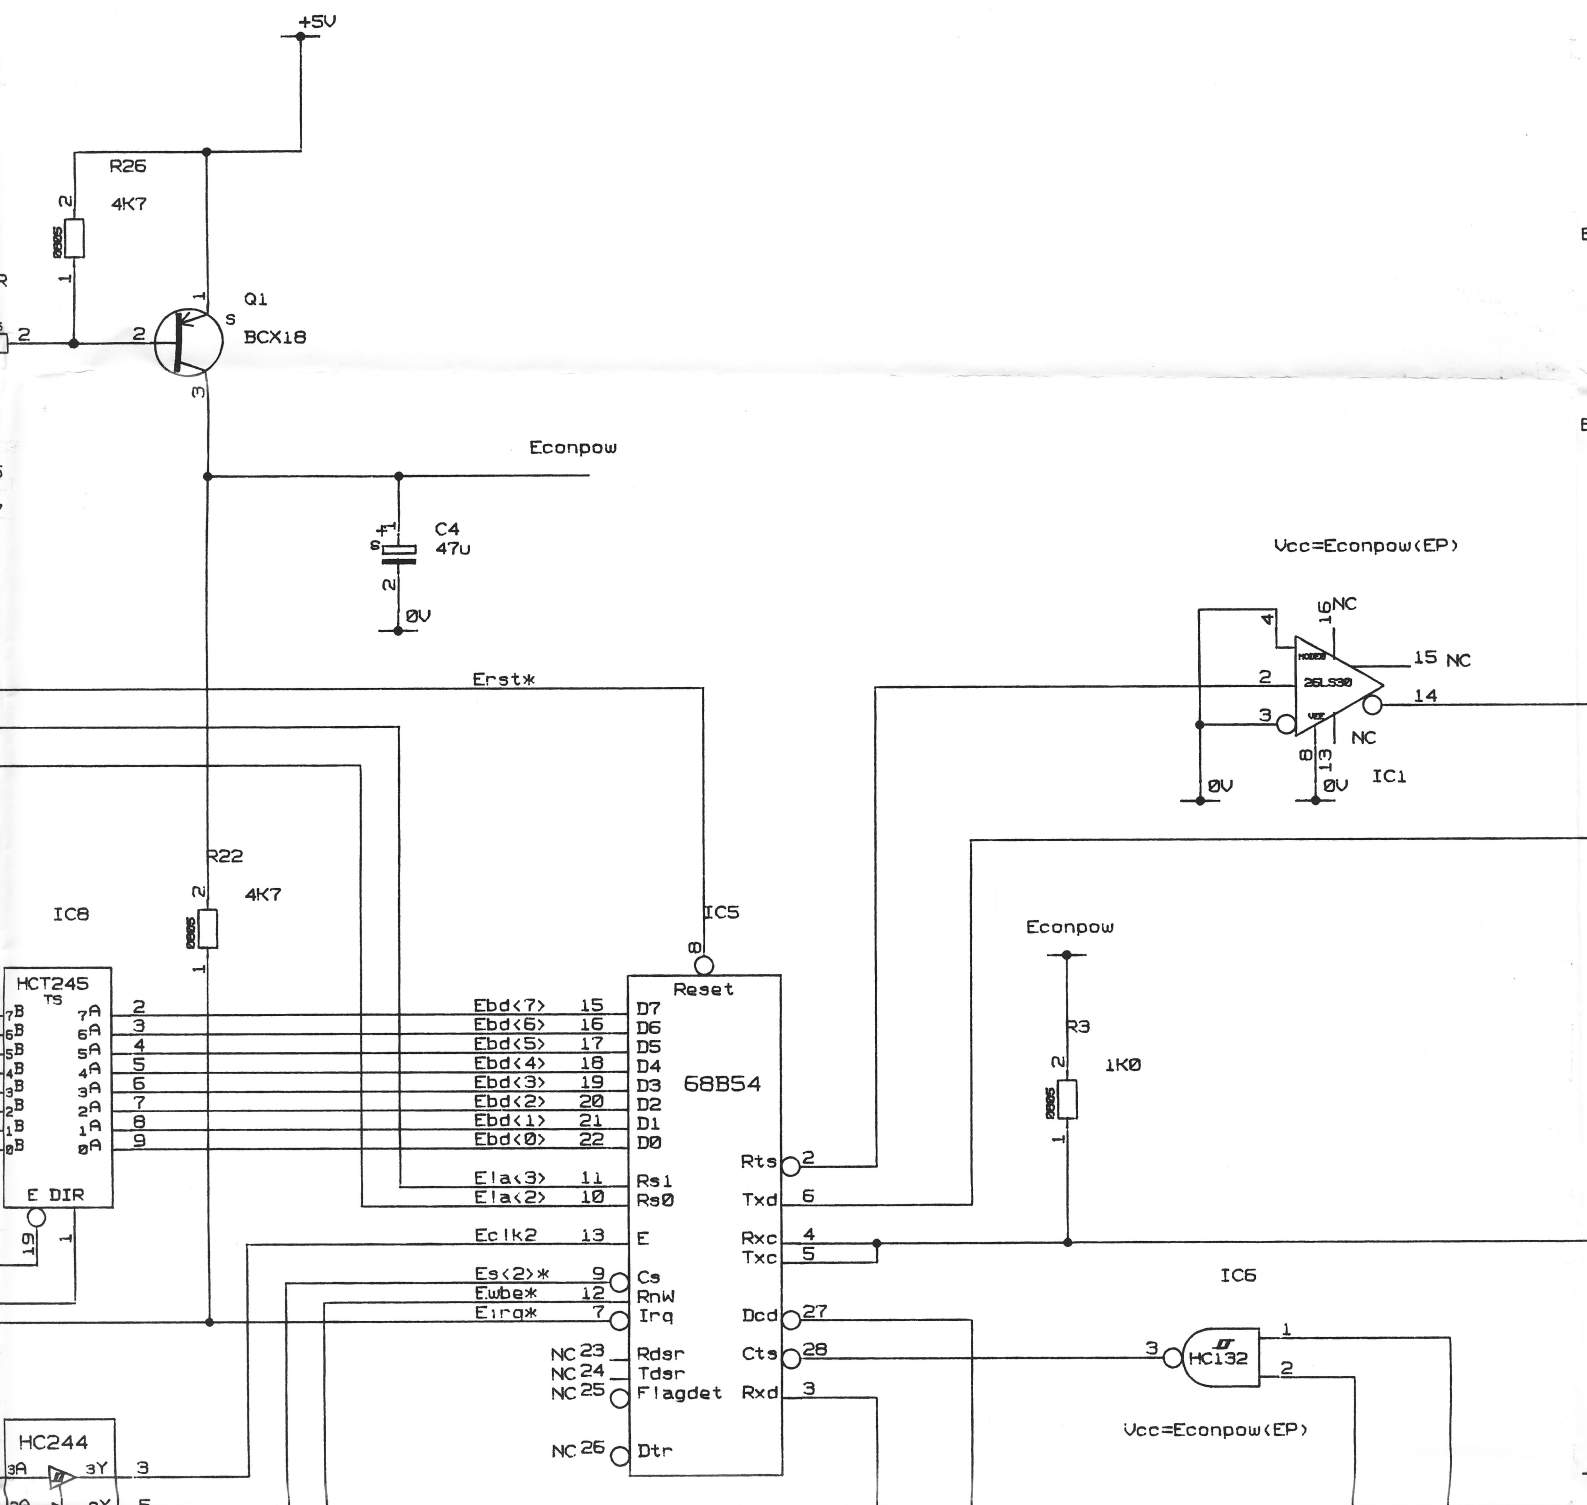 +5V
R26
4K7
2
0805
1
2
2
1
Q1
S
BCX18
3
Econpow
+
1
C4
S
47u
2
0V
Vcc=Econpow(EP)
16 NC
4
MODE
15 NC
2
26LS30
14
3
VEE
NC
8
13
0V
0V
IC1
Erst*
R22
2
4K7
0805
1
IC8
HCT245
TS
7B 7A 2
6B 6A 3
5B 5A 4
4B 4A 5
3B 3A 6
2B 2A 7
1B 1A 8
0B 0A 9
E DIR
19
1
IC5
8
Reset
68B54
Ebd<7> 15 D7
Ebd<6> 16 D6
Ebd<5> 17 D5
Ebd<4> 18 D4
Ebd<3> 19 D3
Ebd<2> 20 D2
Ebd<1> 21 D1
Ebd<0> 22 D0
Ela<3> 11 Rs1
Ela<2> 10 Rs0
Eclk2 13 E
Es<2>* 9 Cs
Ewbe* 12 RnW
Eirq* 7 Irq
NC 23 Rdsr
NC 24 Tdsr
NC 25 Flagdet
NC 26 Dtr
Rts 2
Txd 6
Rxc 4
Txc 5
Dcd 27
Cts 28
Rxd 3
Econpow
R3
2
1K0
0805
1
IC6
3
HC132
1
2
Vcc=Econpow(EP)
HC244
3A 3Y 3